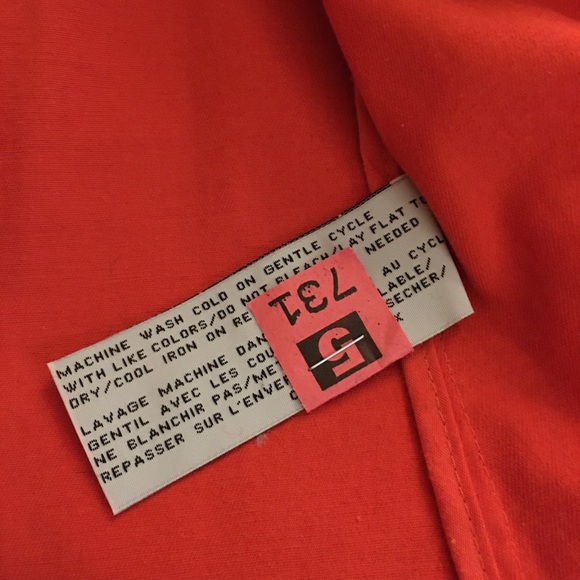 MACHINE WASH COLD ON GENTLE CYCLE
WITH LIKE COLORS/DO NOT BLEACH/LAY FLAT TO
DRY/COOL IRON ON RE NEEDED
LAVAGE MACHINE DAN AU CYCL
GENTIL AVEC LES COU LABLE/
NE BLANCHIR PAS/MET SECHER/
REPASSER SUR L'ENVER X
731
5